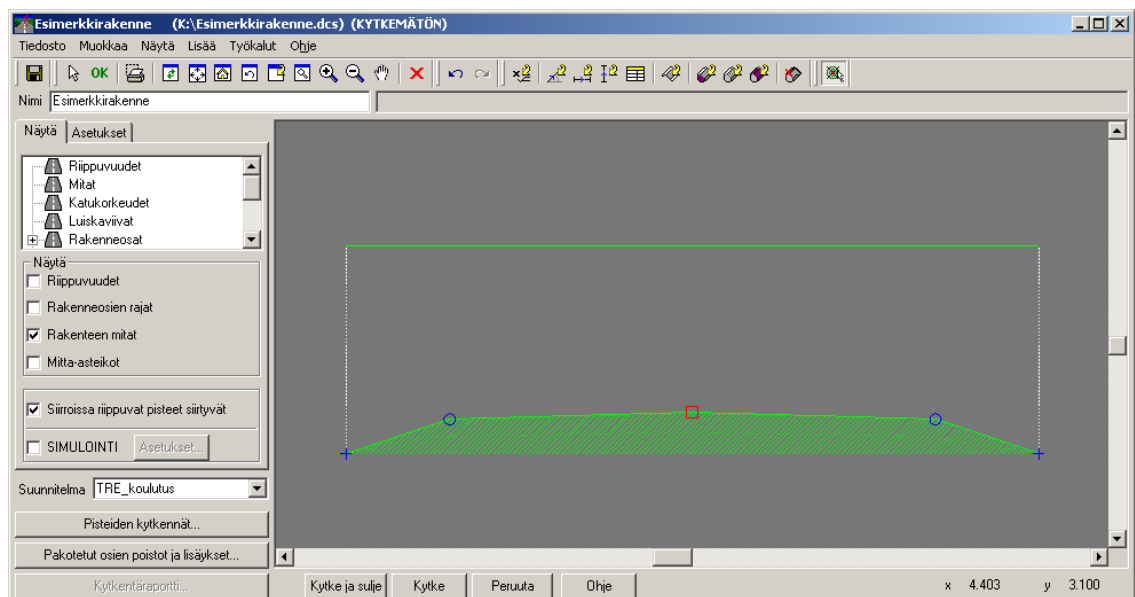 Esimerkkirakenne (K:\Esimerkkirakenne.dcs) (KYTKEMÄTÖN)
Tiedosto Muokkaa Näytä Lisää Työkalut Ohje
OK
Nimi Esimerkkirakenne
Näytä Asetukset
Riippuvuudet
Mitat
Katukorkeudet
Luiskaviivat
Rakenneosat
Näytä
Riippuvuudet
Rakenneosien rajat
Rakenteen mitat
Mitta-asteikot
Siirroissa riippuvat pisteet siirtyvät
SIMULOINTI Asetukset...
Suunnitelma TRE_koulutus
Pisteiden kytkennät...
Pakotetut osien poistot ja lisäykset...
Kytkentäraportti... Kytke ja sulje Kytke Peruuta Ohje x 4.403 y 3.100